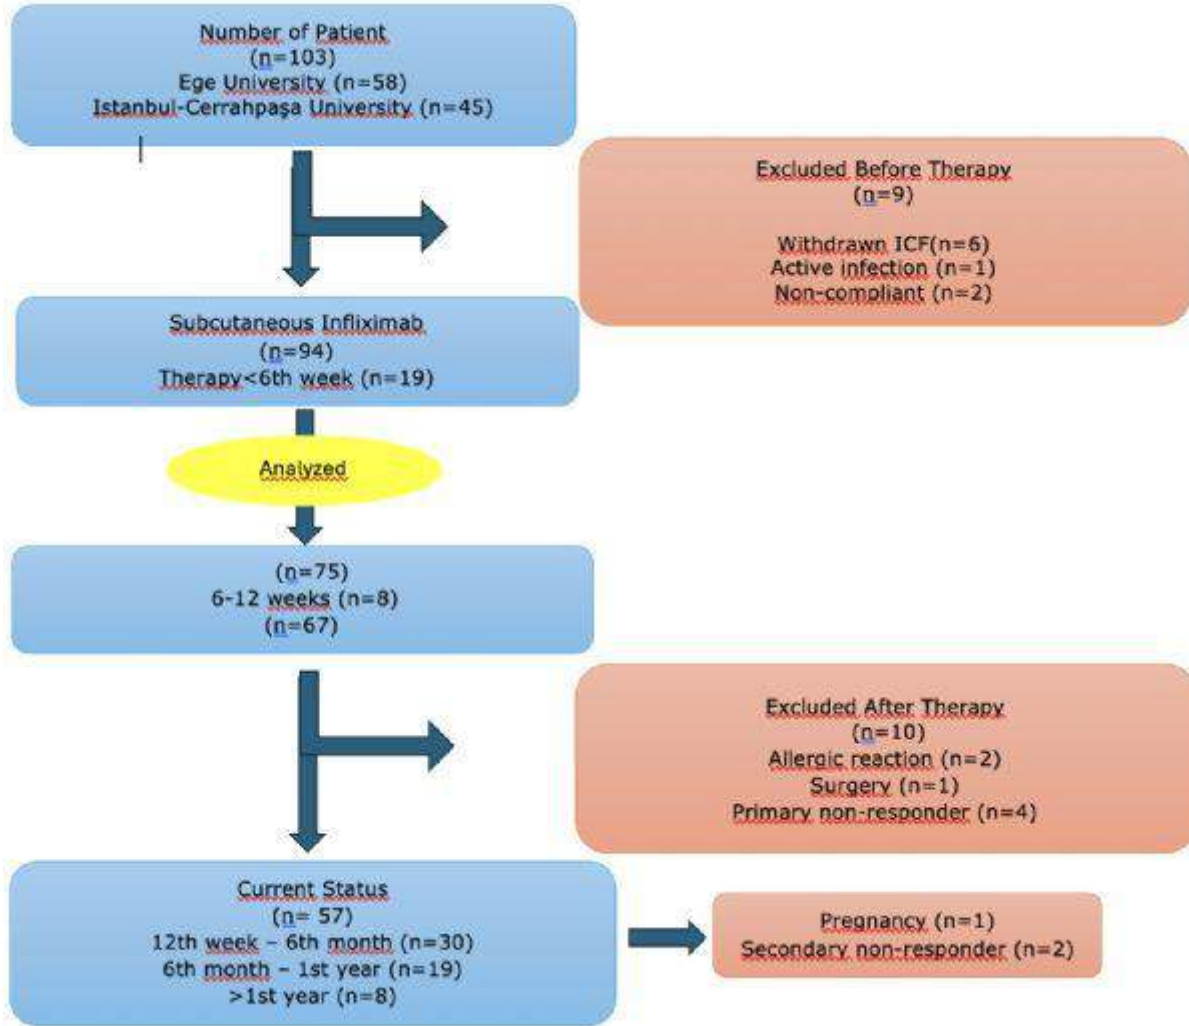 Number of Patient
(n=103)
Ege University (n=58)
Istanbul-Cerrahpaşa University (n=45)
Excluded Before Therapy
(n=9)
Withdrawn ICF(n=6)
Active infection (n=1)
Non-compliant (n=2)
Subcutaneous Infliximab
(n=94)
Therapy<6th week (n=19)
Analyzed
(n=75)
6-12 weeks (n=8)
(n=67)
Excluded After Therapy
(n=10)
Allergic reaction (n=2)
Surgery (n=1)
Primary non-responder (n=4)
Current Status
(n= 57)
12th week – 6th month (n=30)
6th month – 1st year (n=19)
>1st year (n=8)
Pregnancy (n=1)
Secondary non-responder (n=2)